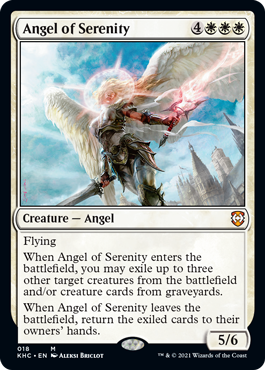 Angel of Serenity 4
Creature — Angel
Flying
When Angel of Serenity enters the
battlefield, you may exile up to three
other target creatures from the battlefield
and/or creature cards from graveyards.
When Angel of Serenity leaves the
battlefield, return the exiled cards to their
owners' hands.
5/6
018 M
KHC • EN ALEKSI BRICLOT
™ & © 2021 Wizards of the Coast